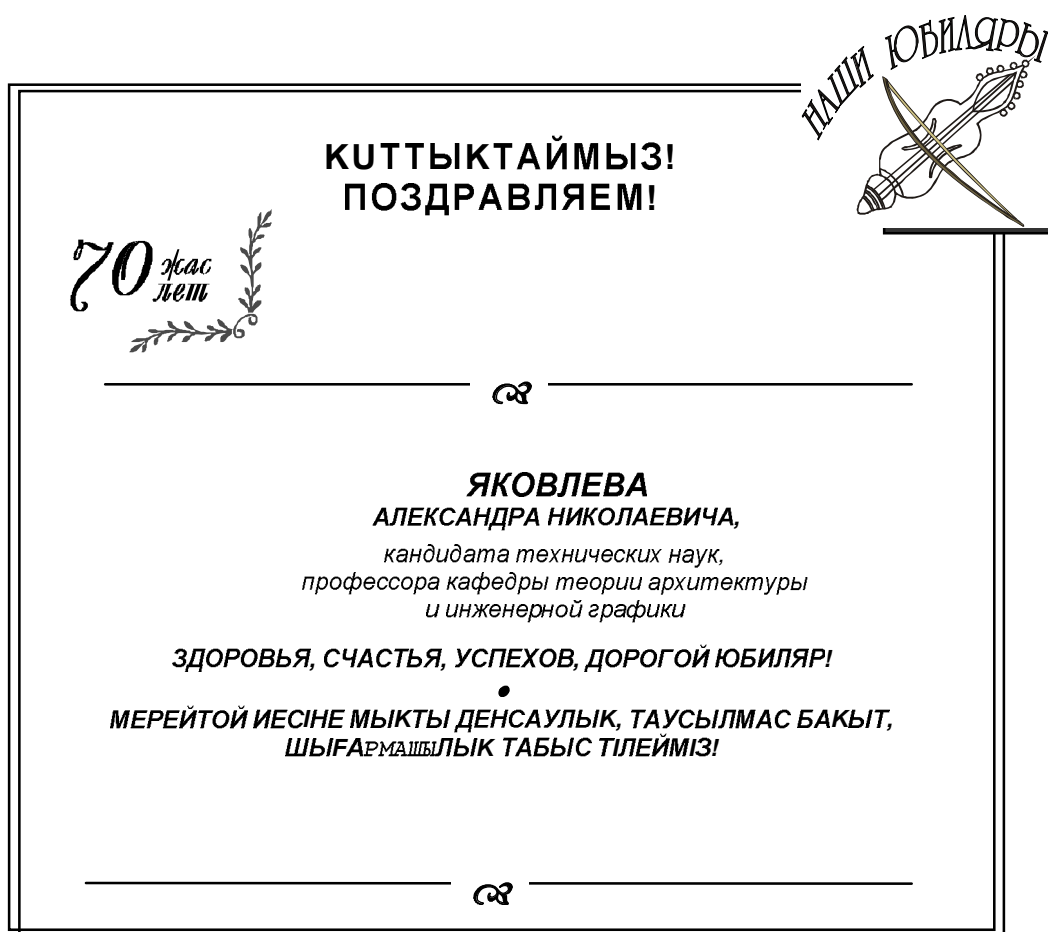 НАШИ ЮБИЛЯРЫ
КUТТЫКТАЙМЫЗ!
ПОЗДРАВЛЯЕМ!
70 жас
лет
ЯКОВЛЕВА
АЛЕКСАНДРА НИКОЛАЕВИЧА,
кандидата технических наук,
профессора кафедры теории архитектуры
и инженерной графики
ЗДОРОВЬЯ, СЧАСТЬЯ, УСПЕХОВ, ДОРОГОЙ ЮБИЛЯР!
МЕРЕЙТОЙ ИЕСІНЕ МЫКТЫ ДЕНСАУЛЫК, ТАУСЫЛМАС БАКЫТ,
ШЫFАРМАШЫЛЫК ТАБЫС ТІЛЕЙМІЗ!